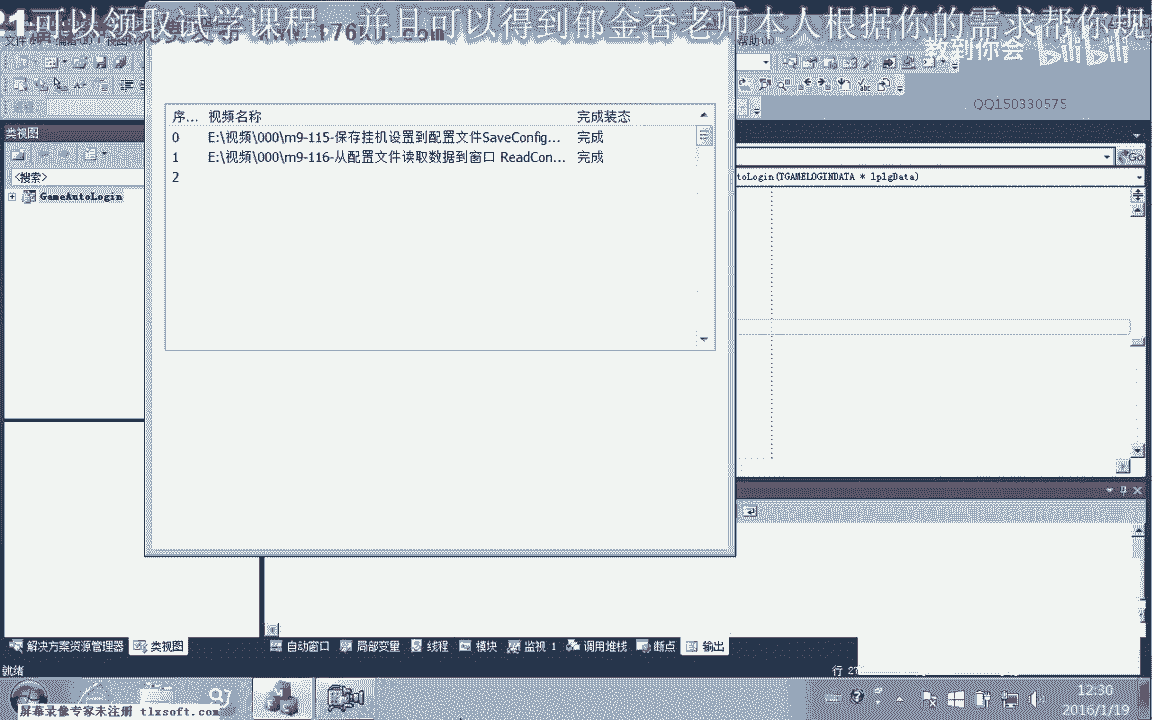 21可以领取试学课程 并且可以得到郁金香老师本人根据你的需求帮你规
教到你会
bilibili
QQ150330575
序... 视频名称 完成装态
0 E:\视频\000\m9-115-保存挂机设置到配置文件SaveConfig... 完成
1 E:\视频\000\m9-116-从配置文件读取数据到窗口 ReadCon... 完成
2
类视图
<搜索>
GameAutoLogin
Go
toLogin(TGAMELOGINDATA * lplgData)
解决方案资源管理器 类视图
自动窗口 局部变量 线程 模块 监视 1 调用堆栈 断点 输出
就绪
行 27
12:30
2016/1/19
屏幕录像专家未注册 tlxsoft.com